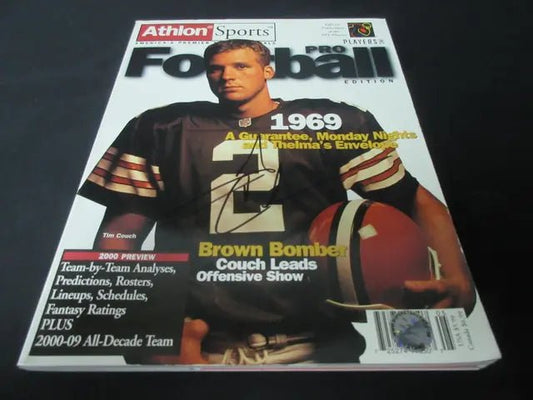 Athlon Sports
PLAYERS
PRO
Football
EDITION
1969
A Guarantee, Monday Nights
and Thelma's Envelope
2
Tim Couch
Brown Bomber
Couch Leads
Offensive Show
2000 PREVIEW
Team-by-Team Analyses,
Predictions, Rosters,
Lineups, Schedules,
Fantasy Ratings
PLUS
2000-09 All-Decade Team